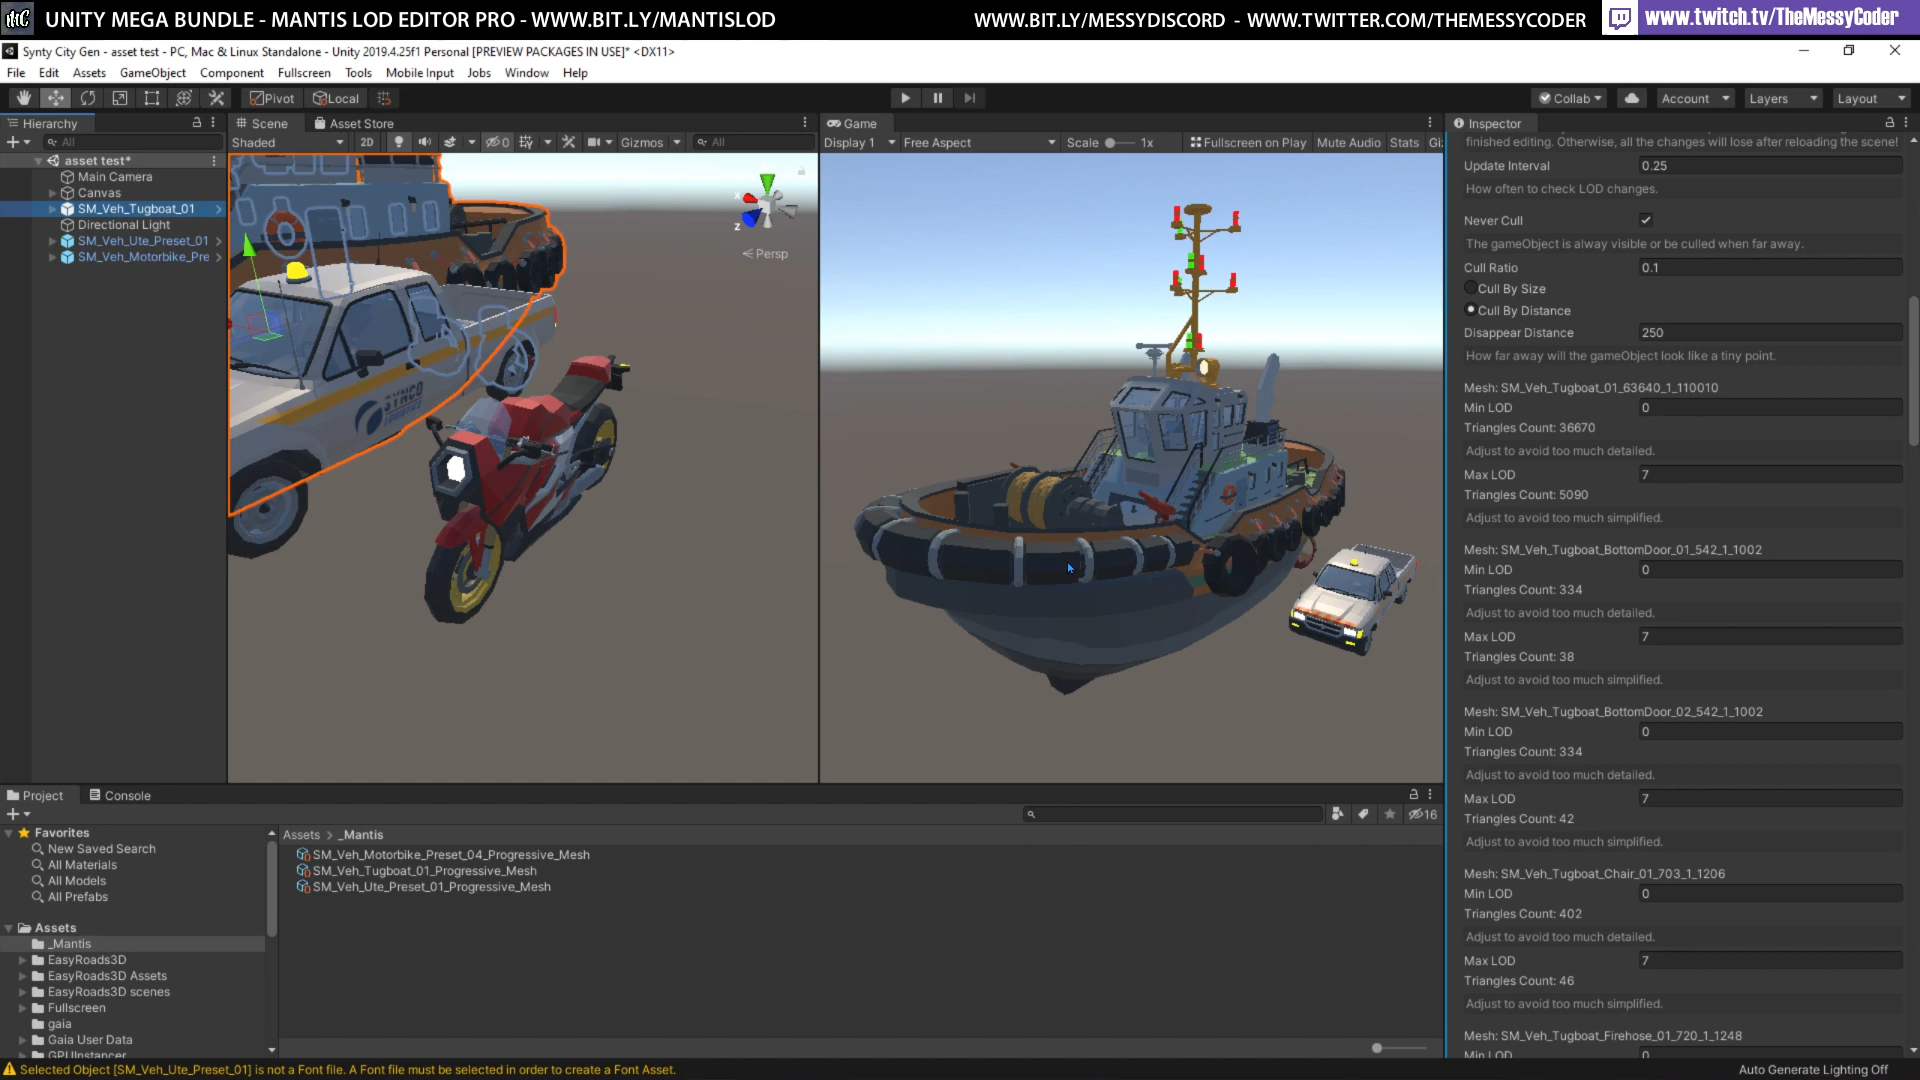 UNITY MEGA BUNDLE - MANTIS LOD EDITOR PRO - WWW.BIT.LY/MANTISLOD
WWW.BIT.LY/MESSYDISCORD - WWW.TWITTER.COM/THEMESSYCODER
www.twitch.tv/TheMessyCoder
Synty City Gen - asset test - PC, Mac & Linux Standalone - Unity 2019.4.25f1 Personal [PREVIEW PACKAGES IN USE]* <DX11>
File Edit Assets GameObject Component Fullscreen Tools Mobile Input Jobs Window Help
Pivot Local Collab Account Layers Layout
Hierarchy
All
asset test*
Main Camera
Canvas
SM_Veh_Tugboat_01
Directional Light
SM_Veh_Ute_Preset_01
SM_Veh_Motorbike_Pre
Scene Asset Store
Shaded 2D 0 Gizmos All
x
z
Persp
SYNCO
LOGISTICS
Game
Display 1 Free Aspect Scale 1x Fullscreen on Play Mute Audio Stats Gi
Inspector
finished editing. Otherwise, all the changes will lose after reloading the scene!
Update Interval 0.25
How often to check LOD changes.
Never Cull
The gameObject is alway visible or be culled when far away.
Cull Ratio 0.1
Cull By Size
Cull By Distance
Disappear Distance 250
How far away will the gameObject look like a tiny point.
Mesh: SM_Veh_Tugboat_01_63640_1_110010
Min LOD 0
Triangles Count: 36670
Adjust to avoid too much detailed.
Max LOD 7
Triangles Count: 5090
Adjust to avoid too much simplified.
Mesh: SM_Veh_Tugboat_BottomDoor_01_542_1_1002
Min LOD 0
Triangles Count: 334
Adjust to avoid too much detailed.
Max LOD 7
Triangles Count: 38
Adjust to avoid too much simplified.
Mesh: SM_Veh_Tugboat_BottomDoor_02_542_1_1002
Min LOD 0
Triangles Count: 334
Adjust to avoid too much detailed.
Max LOD 7
Triangles Count: 42
Adjust to avoid too much simplified.
Mesh: SM_Veh_Tugboat_Chair_01_703_1_1206
Min LOD 0
Triangles Count: 402
Adjust to avoid too much detailed.
Max LOD 7
Triangles Count: 46
Adjust to avoid too much simplified.
Mesh: SM_Veh_Tugboat_Firehose_01_720_1_1248
Min LOD 0
Project Console
16
Favorites
New Saved Search
All Materials
All Models
All Prefabs
Assets
_Mantis
EasyRoads3D
EasyRoads3D Assets
EasyRoads3D scenes
Fullscreen
gaia
Gaia User Data
GPUInstancer
Assets > _Mantis
SM_Veh_Motorbike_Preset_04_Progressive_Mesh
SM_Veh_Tugboat_01_Progressive_Mesh
SM_Veh_Ute_Preset_01_Progressive_Mesh
Selected Object [SM_Veh_Ute_Preset_01] is not a Font file. A Font file must be selected in order to create a Font Asset.
Auto Generate Lighting Off